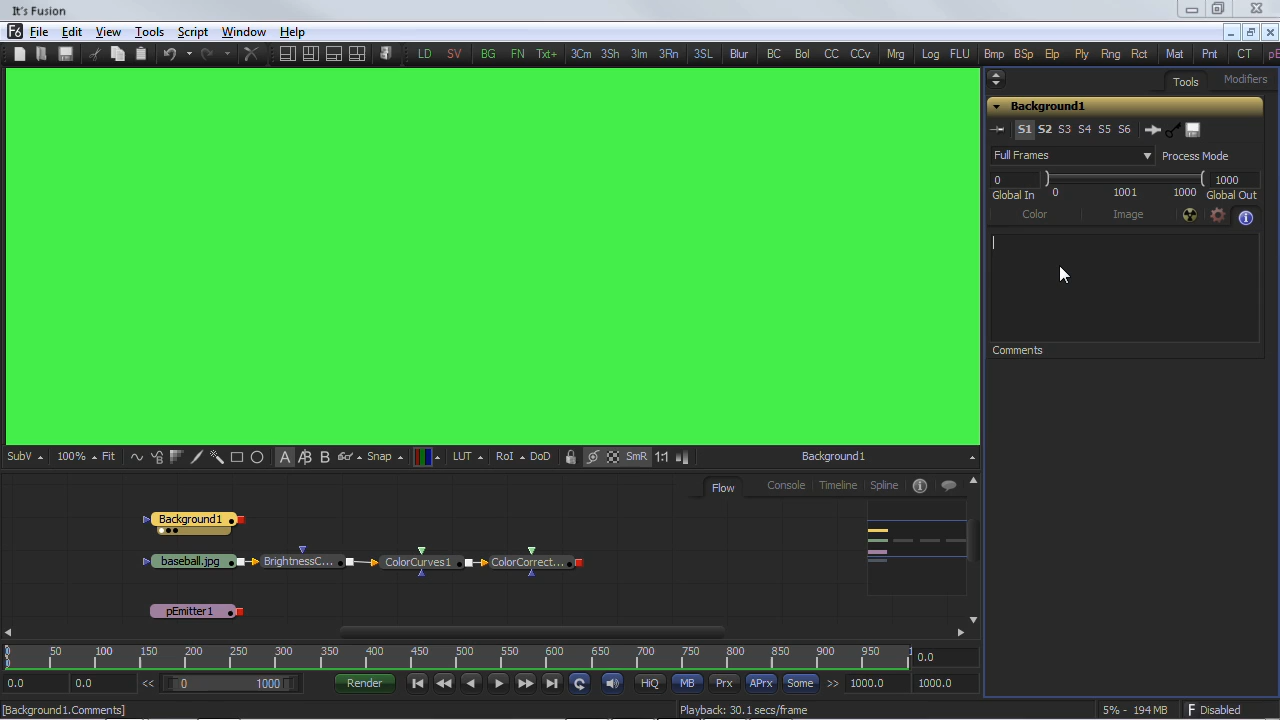 It's Fusion
F6 File Edit View Tools Script Window Help
LD SV BG FN Txt+ 3Cm 3Sh 3Im 3Rn 3SL Blur BC Bol CC CCv Mrg Log FLU Bmp BSp Elp Ply Rng Rct Mat Pnt CT pE
Tools Modifiers
Background1
S1 S2 S3 S4 S5 S6
Full Frames Process Mode
0 1000
Global In 0 1001 1000 Global Out
Color Image
Comments
SubV 100% Fit A B B Snap LUT RoI DoD SmR 1:1 Background1
Flow Console Timeline Spline
Background1
baseball.jpg BrightnessC... ColorCurves1 ColorCorrect...
pEmitter1
0 50 100 150 200 250 300 350 400 450 500 550 600 650 700 750 800 850 900 950 1 0.0
0.0 0.0 << 0 1000 Render HiQ MB Prx APrx Some >> 1000.0 1000.0
[Background1.Comments] Playback: 30.1 secs/frame 5% - 194 MB F Disabled